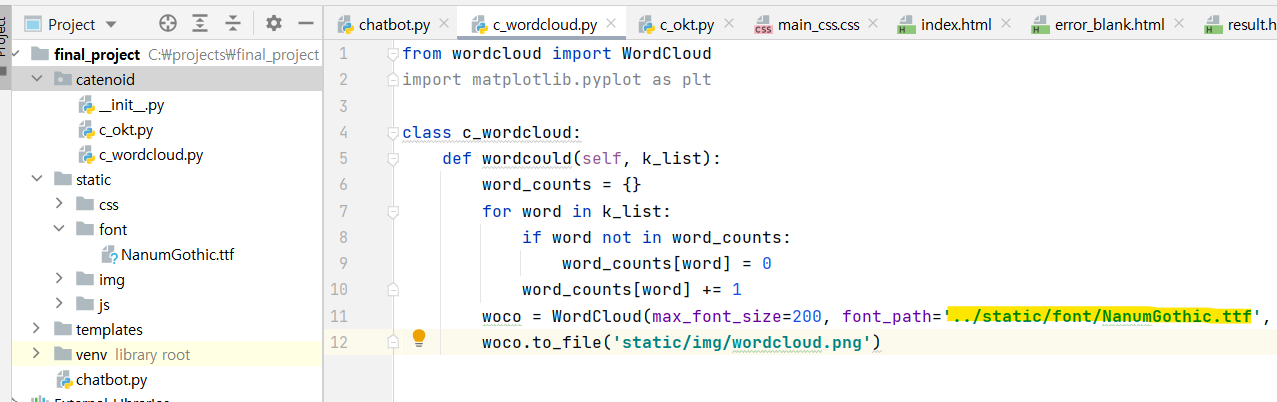 Project
Project
chatbot.py
c_wordcloud.py
c_okt.py
main_css.css
index.html
error_blank.html
result.h
final_project C:₩projects₩final_project
catenoid
__init__.py
c_okt.py
c_wordcloud.py
static
css
font
NanumGothic.ttf
img
js
templates
venv library root
chatbot.py
External Libraries
1 from wordcloud import WordCloud
2 import matplotlib.pyplot as plt
3
4 class c_wordcloud:
5 def wordcould(self, k_list):
6 word_counts = {}
7 for word in k_list:
8 if word not in word_counts:
9 word_counts[word] = 0
10 word_counts[word] += 1
11 woco = WordCloud(max_font_size=200, font_path='../static/font/NanumGothic.ttf',
12 woco.to_file('static/img/wordcloud.png')